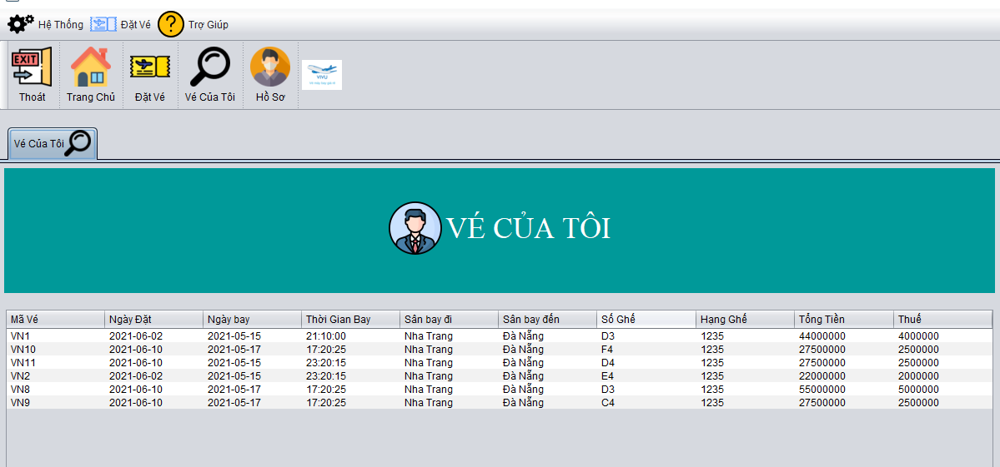 Hệ Thống Đặt Vé ? Trợ Giúp
EXIT
VIVU
Thoát Trang Chủ Đặt Vé Vé Của Tôi Hồ Sơ
Vé Của Tôi
VÉ CỦA TÔI
Mã Vé Ngày Đặt Ngày bay Thời Gian Bay Sân bay đi Sân bay đến Số Ghế Hạng Ghế Tổng Tiền Thuế
VN1 2021-06-02 2021-05-15 21:10:00 Nha Trang Đà Nẵng D3 1235 44000000 4000000
VN10 2021-06-10 2021-05-17 17:20:25 Nha Trang Đà Nẵng F4 1235 27500000 2500000
VN11 2021-06-10 2021-05-15 23:20:15 Nha Trang Đà Nẵng D4 1235 27500000 2500000
VN2 2021-06-02 2021-05-15 23:20:15 Nha Trang Đà Nẵng E4 1235 22000000 2000000
VN8 2021-06-10 2021-05-17 17:20:25 Nha Trang Đà Nẵng D3 1235 55000000 5000000
VN9 2021-06-10 2021-05-17 17:20:25 Nha Trang Đà Nẵng C4 1235 27500000 2500000